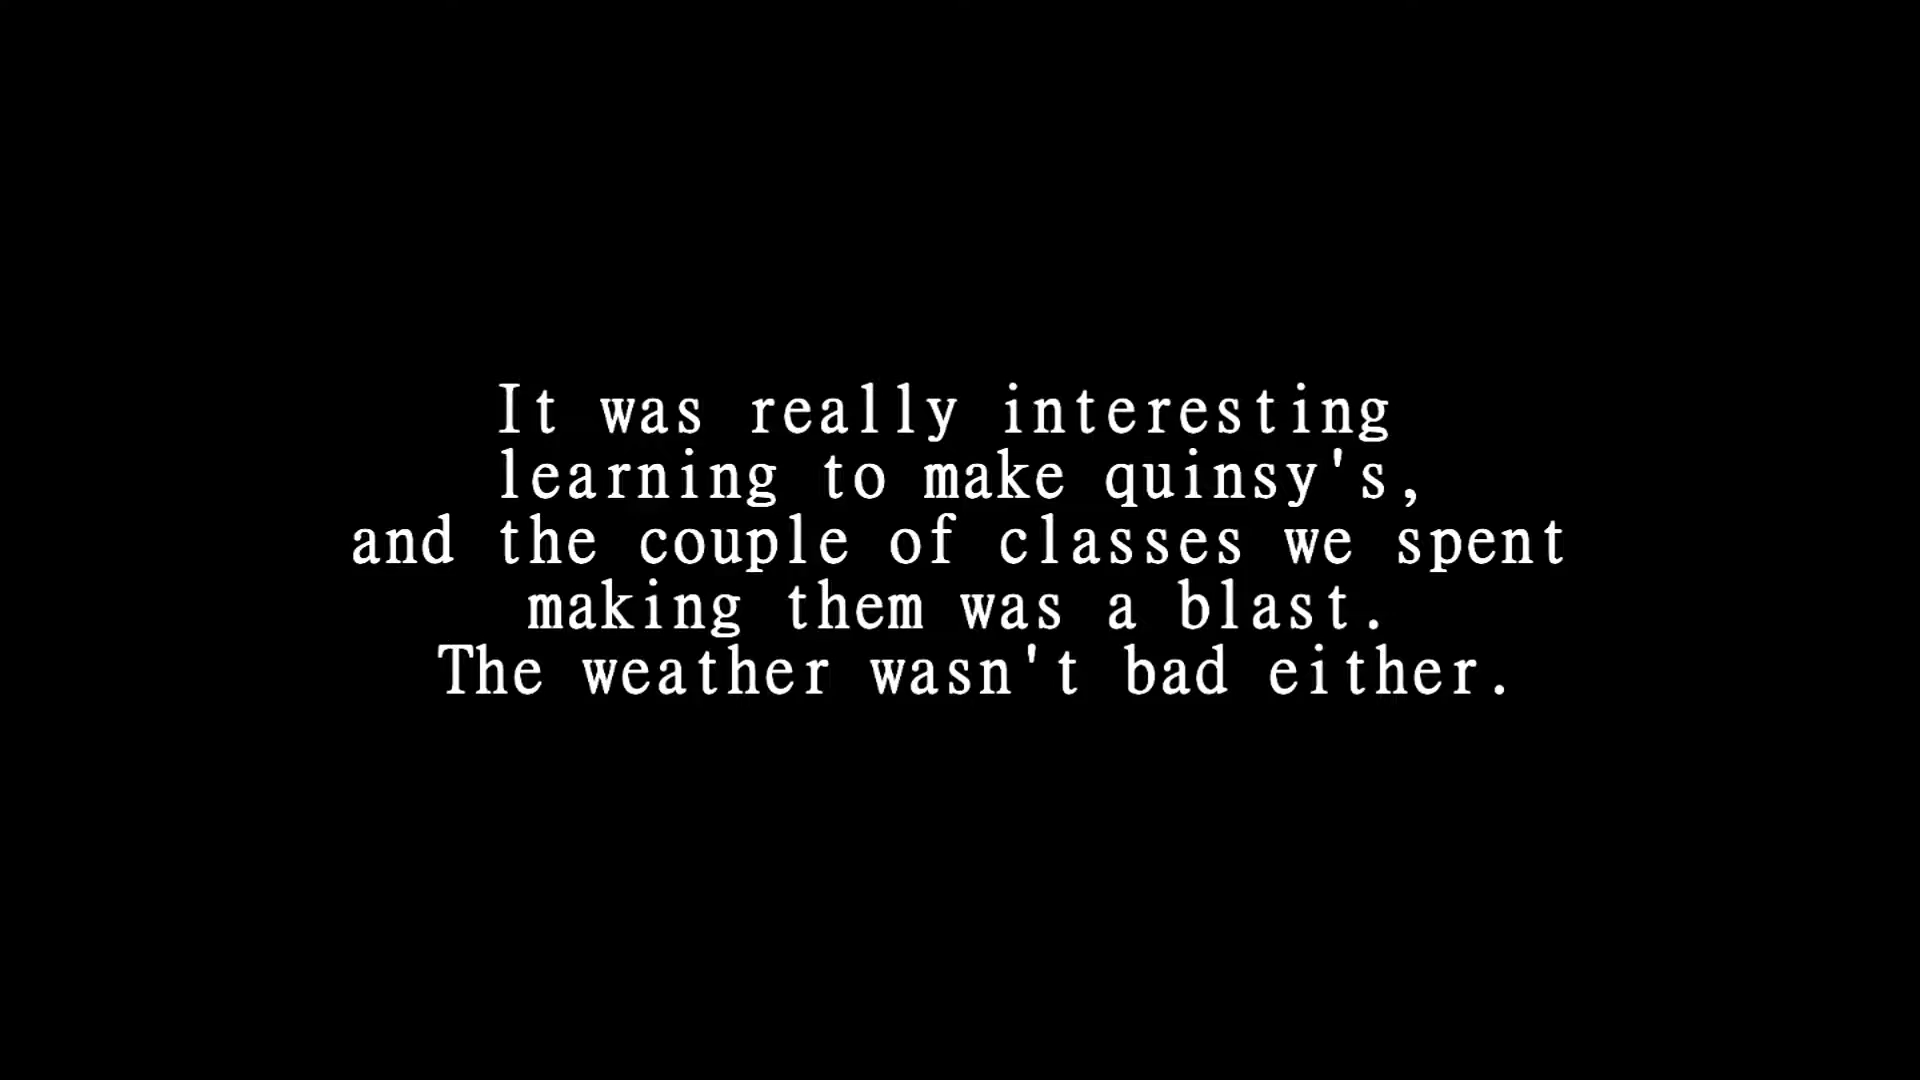 It was really interesting
learning to make quinsy's,
and the couple of classes we spent
making them was a blast.
The weather wasn't bad either.